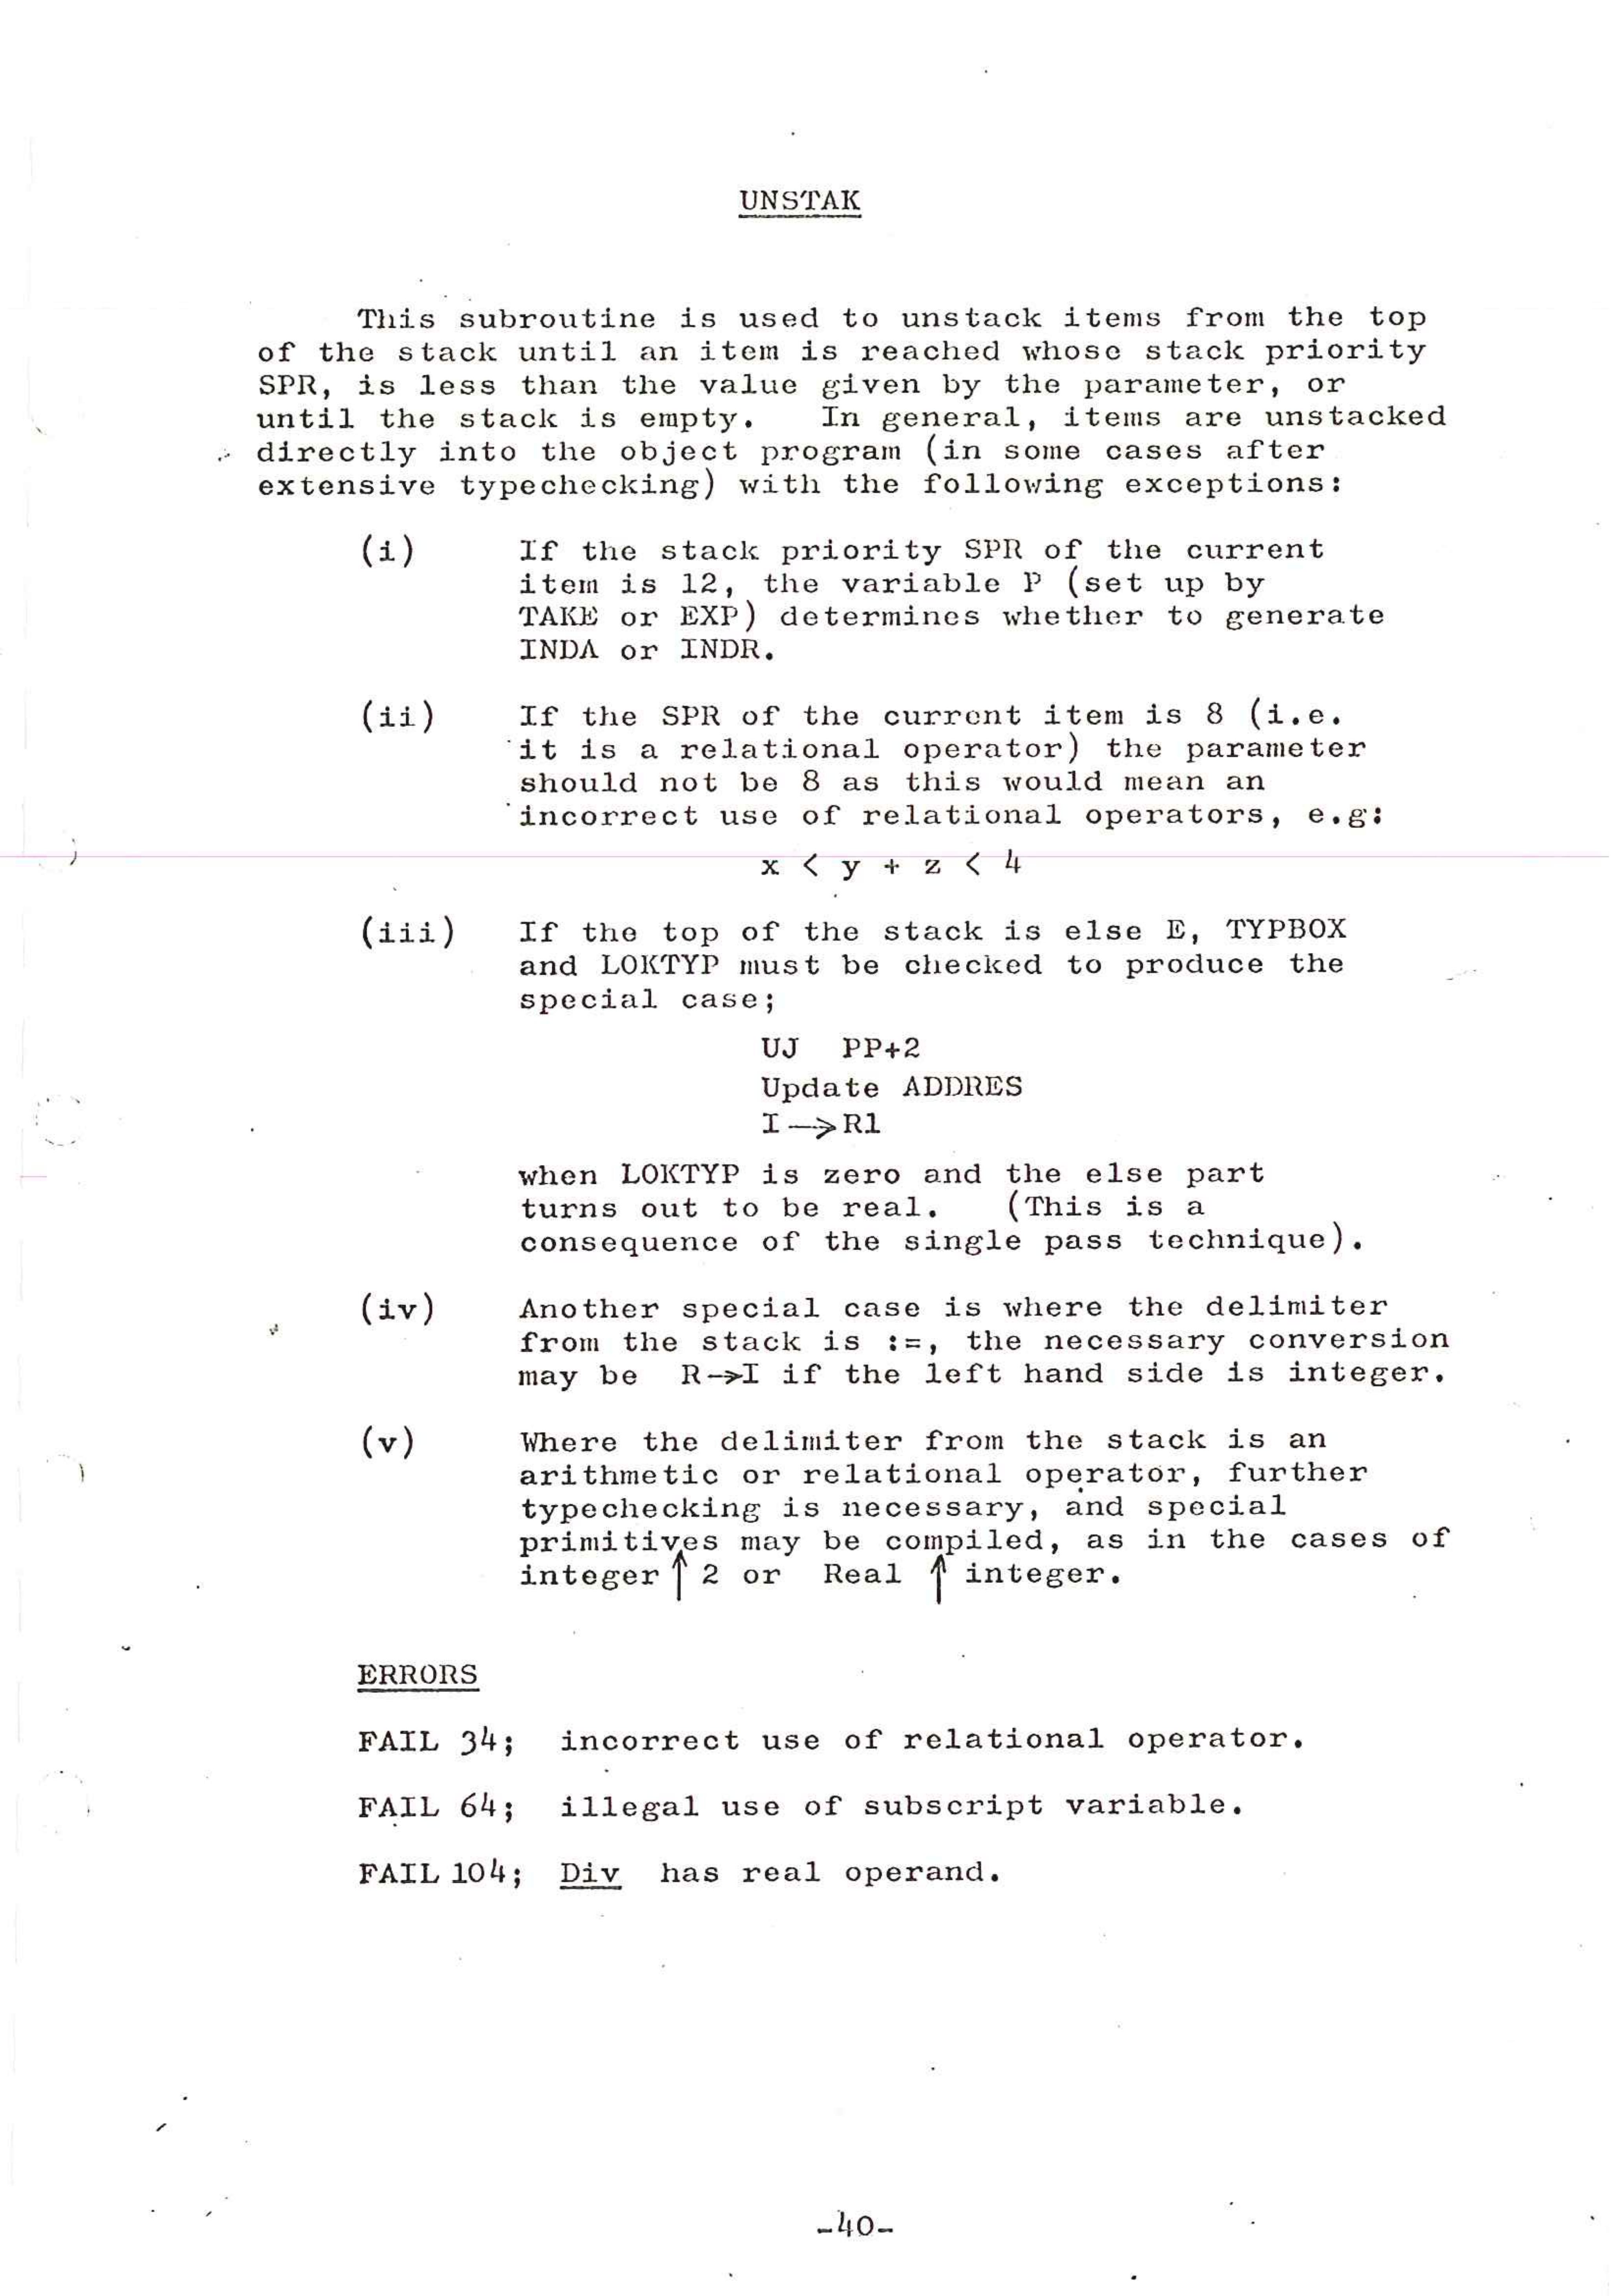 UNSTAK
This subroutine is used to unstack items from the top
of the stack until an item is reached whose stack priority
SPR, is less than the value given by the parameter, or
until the stack is empty. In general, items are unstacked
directly into the object program (in some cases after
extensive typechecking) with the following exceptions:
(i) If the stack priority SPR of the current
item is 12, the variable P (set up by
TAKE or EXP) determines whether to generate
INDA or INDR.
(ii) If the SPR of the current item is 8 (i.e.
it is a relational operator) the parameter
should not be 8 as this would mean an
incorrect use of relational operators, e.g:
x < y + z < 4
(iii) If the top of the stack is else E, TYPBOX
and LOKTYP must be checked to produce the
special case;
UJ PP+2
Update ADDRES
I → R1
when LOKTYP is zero and the else part
turns out to be real. (This is a
consequence of the single pass technique).
(iv) Another special case is where the delimiter
from the stack is :=, the necessary conversion
may be R→I if the left hand side is integer.
(v) Where the delimiter from the stack is an
arithmetic or relational operator, further
typechecking is necessary, and special
primitives may be compiled, as in the cases of
integer ↑ 2 or Real ↑ integer.
ERRORS
FAIL 34; incorrect use of relational operator.
FAIL 64; illegal use of subscript variable.
FAIL 104; Div has real operand.
-40-